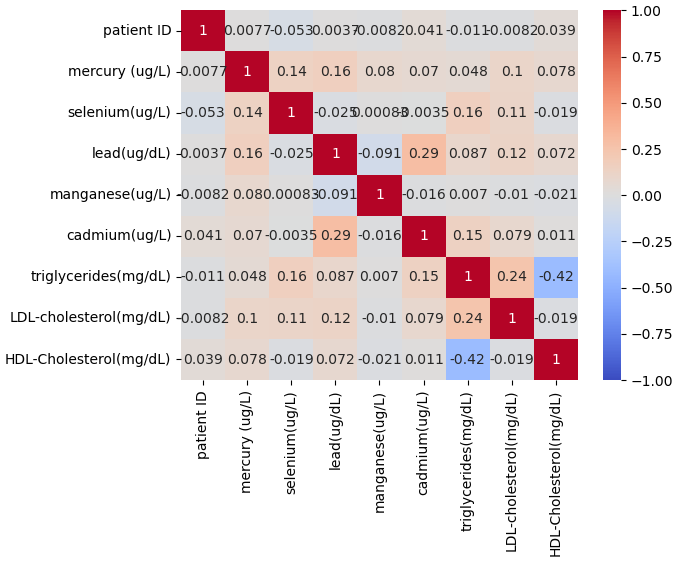 patient ID 1 0.0077 -0.053 0.0037 -0.0082 0.041 -0.011 -0.0082 0.039 1.00
mercury (ug/L) 0.0077 1 0.14 0.16 0.08 0.07 0.048 0.1 0.078 0.75
selenium(ug/L) -0.053 0.14 1 -0.025 0.00083 -0.0035 0.16 0.11 -0.019 0.50
lead(ug/dL) 0.0037 0.16 -0.025 1 -0.091 0.29 0.087 0.12 0.072 0.25
manganese(ug/L) -0.0082 0.08 0.00083 -0.091 1 -0.016 0.007 -0.01 -0.021 0.00
cadmium(ug/L) 0.041 0.07 -0.0035 0.29 -0.016 1 0.15 0.079 0.011 −0.25
triglycerides(mg/dL) -0.011 0.048 0.16 0.087 0.007 0.15 1 0.24 -0.42 −0.50
LDL-cholesterol(mg/dL) -0.0082 0.1 0.11 0.12 -0.01 0.079 0.24 1 -0.019 −0.75
HDL-Cholesterol(mg/dL) 0.039 0.078 -0.019 0.072 -0.021 0.011 -0.42 -0.019 1 −1.00
patient ID
mercury (ug/L)
selenium(ug/L)
lead(ug/dL)
manganese(ug/L)
cadmium(ug/L)
triglycerides(mg/dL)
LDL-cholesterol(mg/dL)
HDL-Cholesterol(mg/dL)